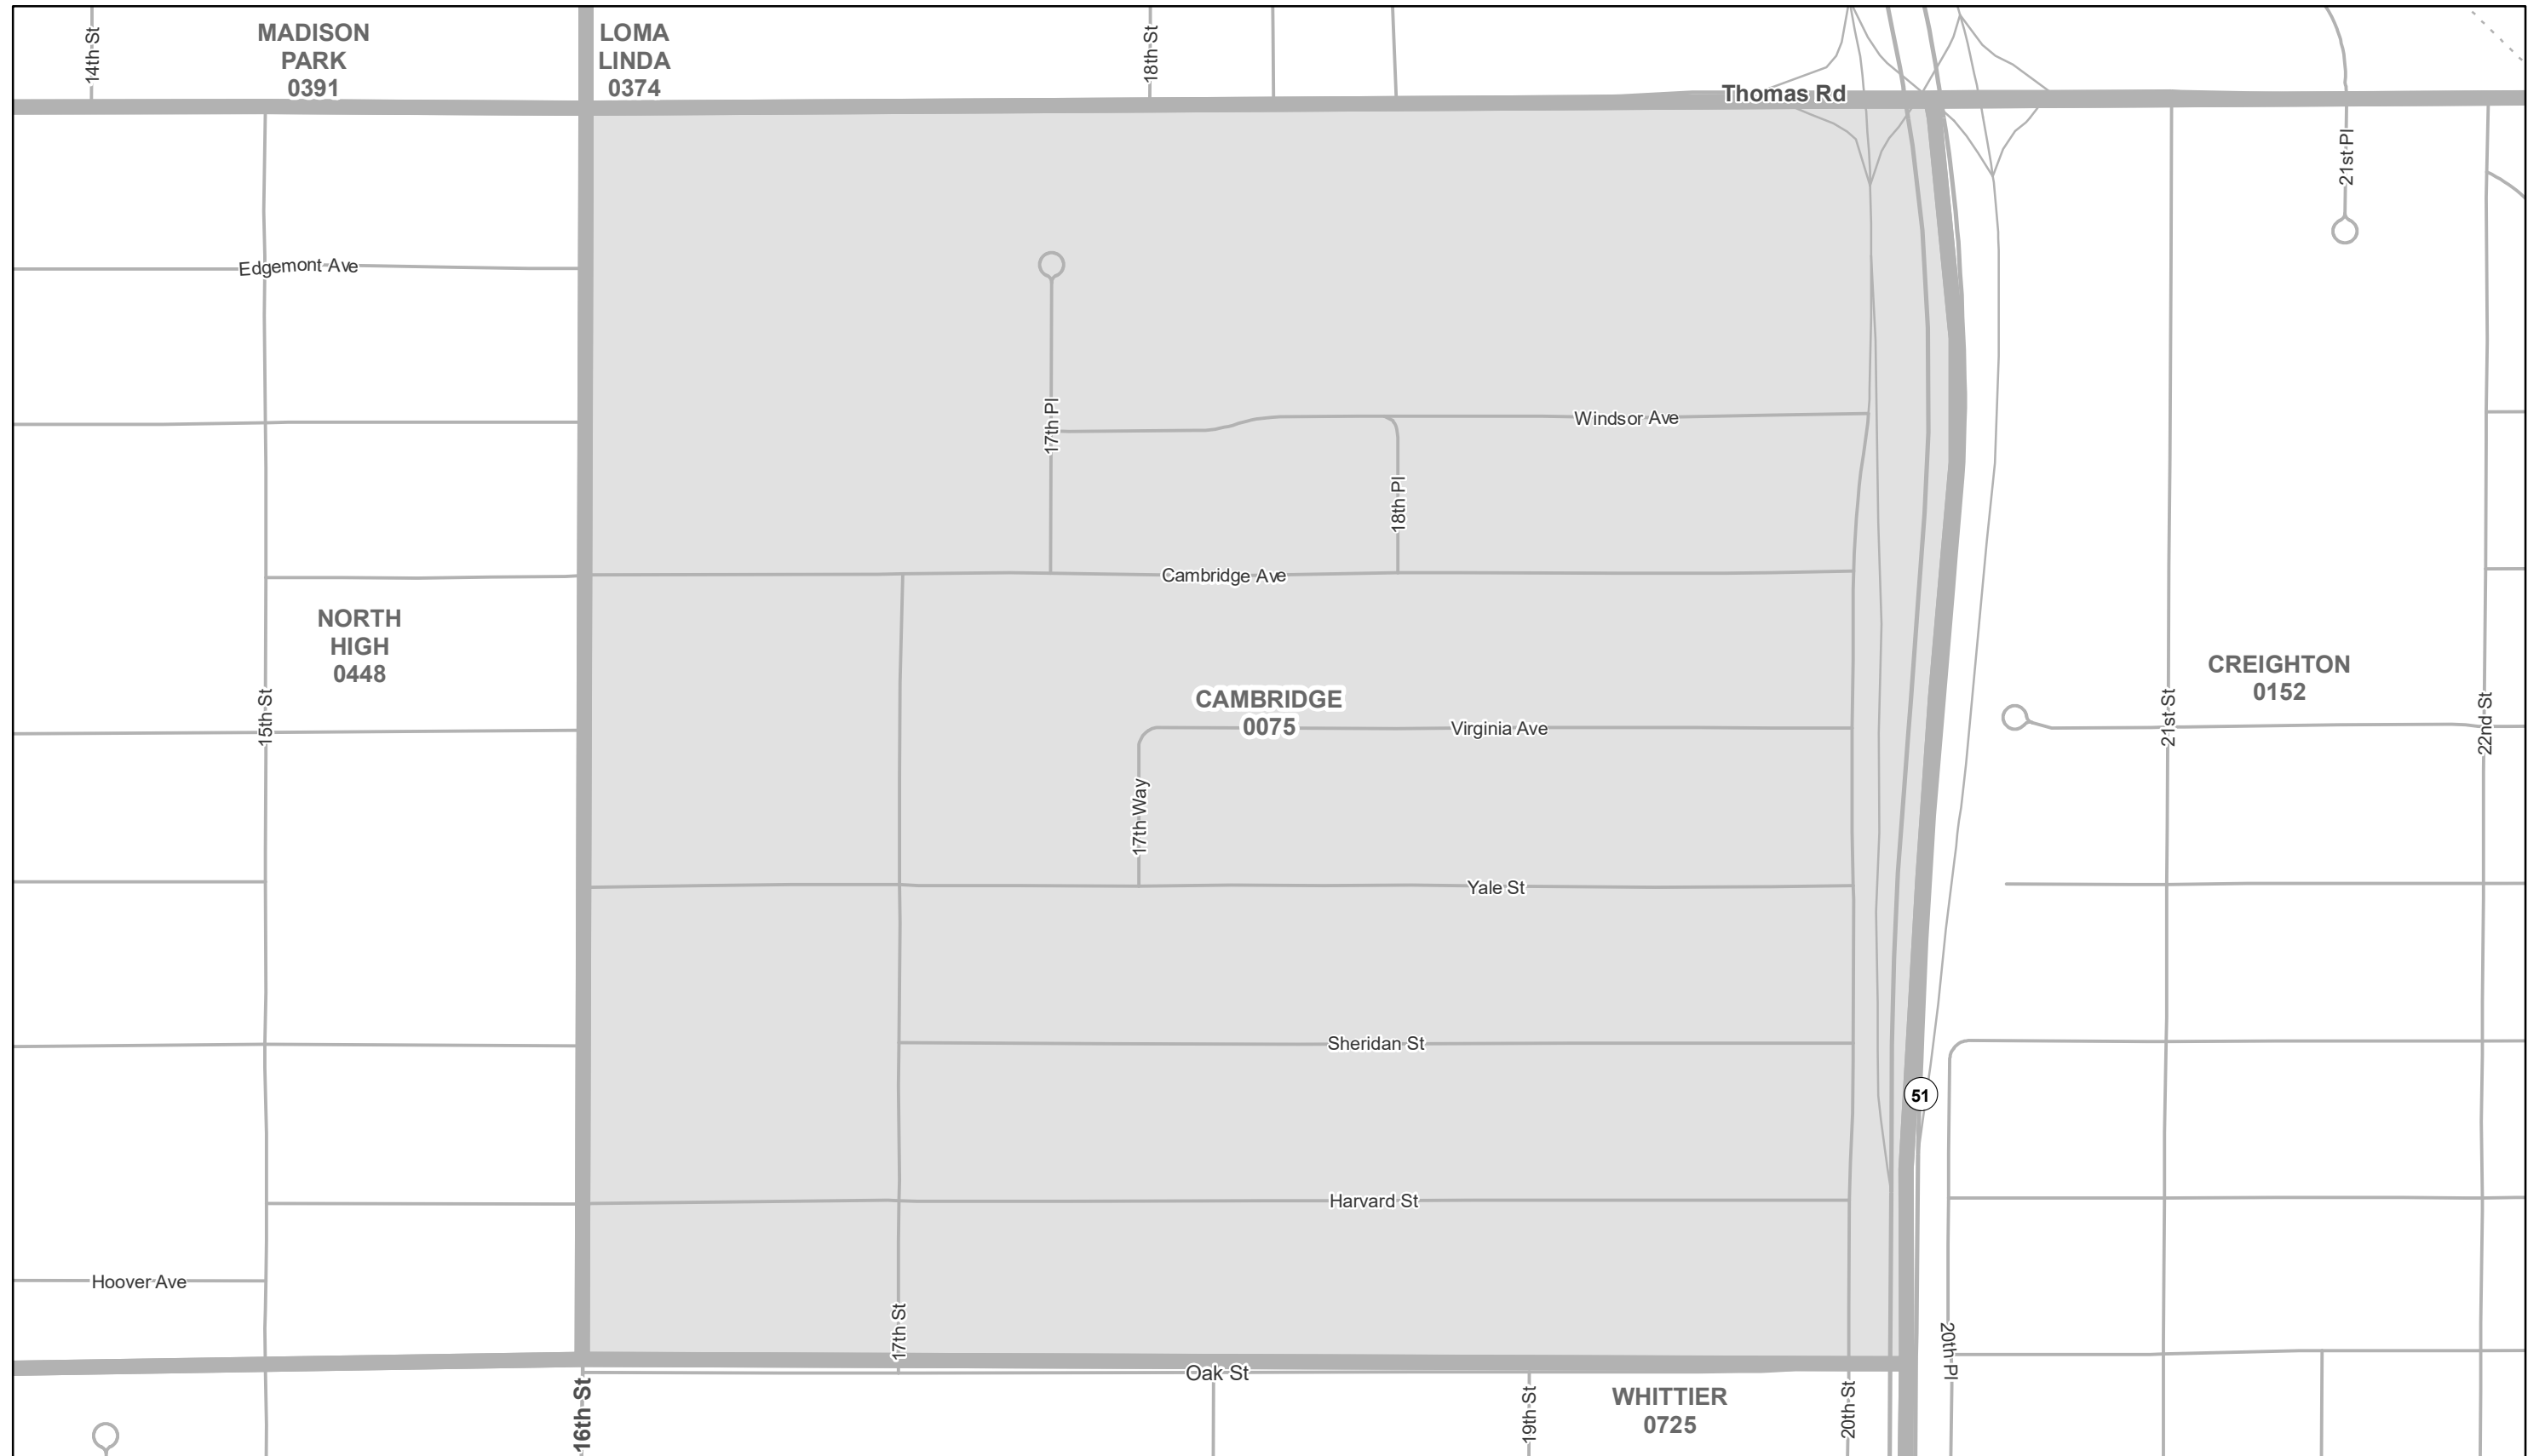 14th St
MADISON
PARK
0391
LOMA
LINDA
0374
18th St
Thomas Rd
21st Pl
Edgemont Ave
17th Pl
Windsor Ave
18th Pl
Cambridge Ave
NORTH
HIGH
0448
15th St
CAMBRIDGE
0075
Virginia Ave
CREIGHTON
0152
21st St
22nd St
17th Way
Yale St
Sheridan St
51
Harvard St
Hoover Ave
17th St
20th Pl
Oak St
16th St
19th St
WHITTIER
0725
20th St